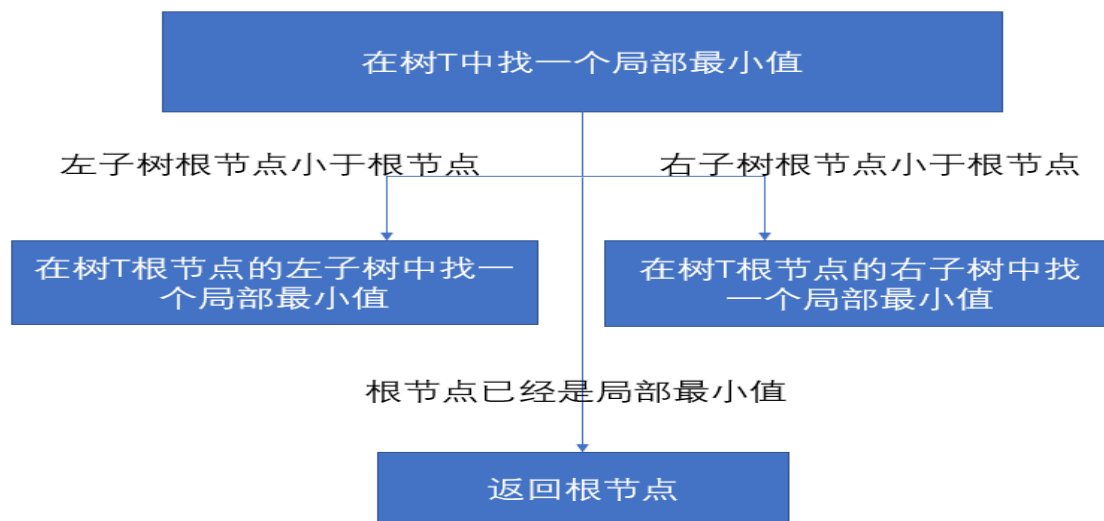 在树T中找一个局部最小值
左子树根节点小于根节点
右子树根节点小于根节点
在树T根节点的左子树中找一
个局部最小值
在树T根节点的右子树中找
一个局部最小值
根节点已经是局部最小值
返回根节点